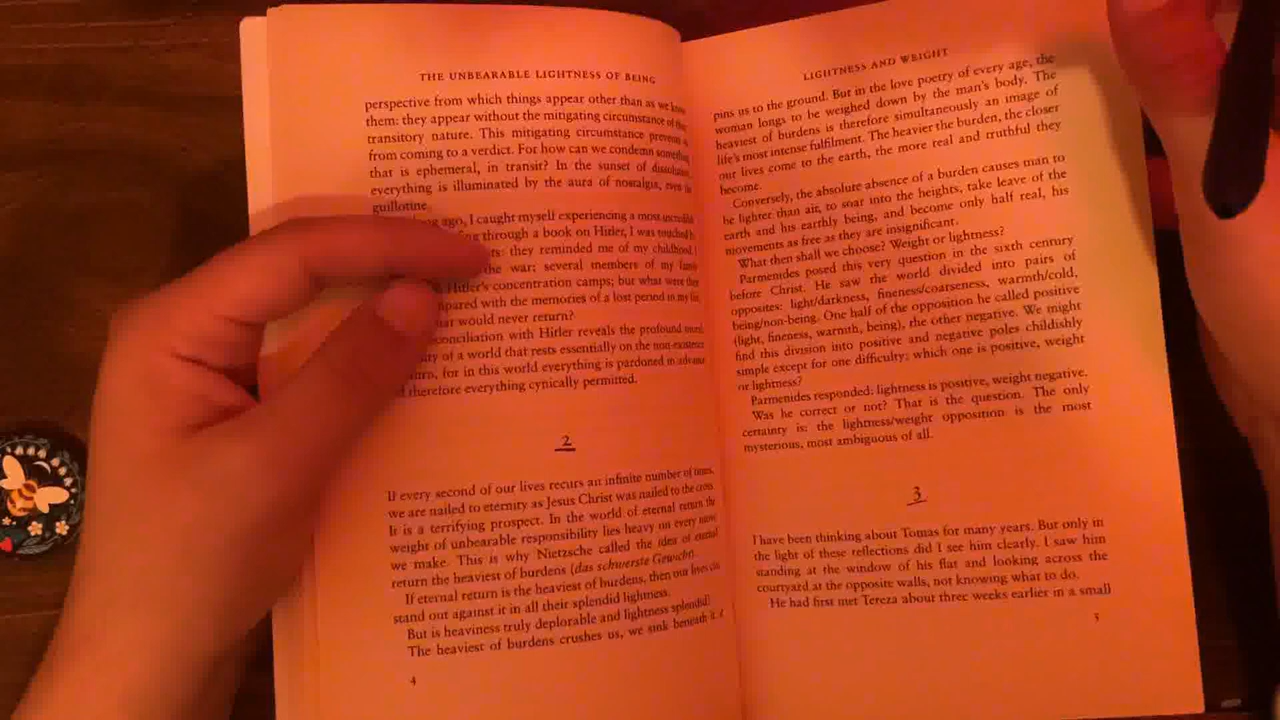 THE UNBEARABLE LIGHTNESS OF BEING
perspective from which things appear other than as we know
them: they appear without the mitigating circumstance of their
transitory nature. This mitigating circumstance prevents us
from coming to a verdict. For how can we condemn something
that is ephemeral, in transit? In the sunset of dissolution,
everything is illuminated by the aura of nostalgia, even the
guillotine.
ago, I caught myself experiencing a most incredible
through a book on Hitler, I was touched by
they reminded me of my childhood. I
the war; several members of my family
Hitler's concentration camps; but what were their
compared with the memories of a lost period in my life,
that would never return?
reconciliation with Hitler reveals the profound moral
of a world that rests essentially on the non-existence
for in this world everything is pardoned in advance
therefore everything cynically permitted.
2
If every second of our lives recurs an infinite number of times,
we are nailed to eternity as Jesus Christ was nailed to the cross.
It is a terrifying prospect. In the world of eternal return the
weight of unbearable responsibility lies heavy on every move
we make. This is why Nietzsche called the idea of eternal
return the heaviest of burdens (das schwerste Gewicht).
If eternal return is the heaviest of burdens, then our lives can
stand out against it in all their splendid lightness.
But is heaviness truly deplorable and lightness splendid?
The heaviest of burdens crushes us, we sink beneath it, it
4
LIGHTNESS AND WEIGHT
pins us to the ground. But in the love poetry of every age, the
woman longs to be weighed down by the man's body. The
heaviest of burdens is therefore simultaneously an image of
life's most intense fulfilment. The heavier the burden, the closer
our lives come to the earth, the more real and truthful they
become.
Conversely, the absolute absence of a burden causes man to
be lighter than air, to soar into the heights, take leave of the
earth and his earthly being, and become only half real, his
movements as free as they are insignificant.
What then shall we choose? Weight or lightness?
Parmenides posed this very question in the sixth century
before Christ. He saw the world divided into pairs of
opposites: light/darkness, fineness/coarseness, warmth/cold,
being/non-being. One half of the opposition he called positive
(light, fineness, warmth, being), the other negative. We might
find this division into positive and negative poles childishly
simple except for one difficulty: which one is positive, weight
or lightness?
Parmenides responded: lightness is positive, weight negative.
Was he correct or not? That is the question. The only
certainty is: the lightness/weight opposition is the most
mysterious, most ambiguous of all.
3
I have been thinking about Tomas for many years. But only in
the light of these reflections did I see him clearly. I saw him
standing at the window of his flat and looking across the
courtyard at the opposite walls, not knowing what to do.
He had first met Tereza about three weeks earlier in a small
5